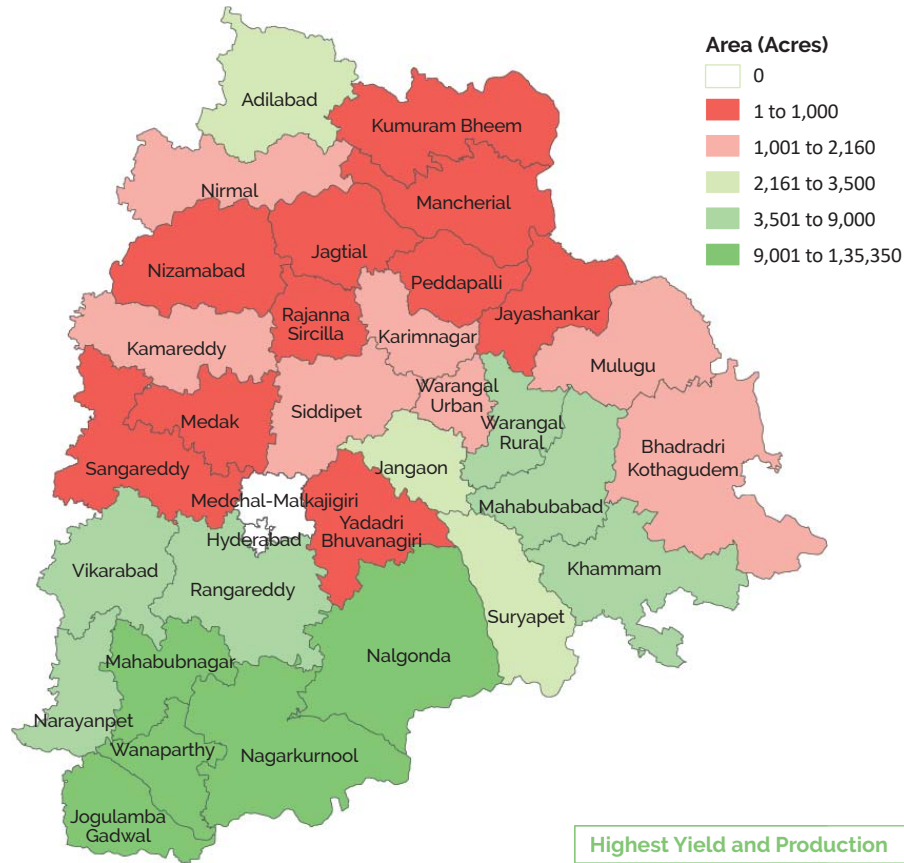 Area (Acres)
0
1 to 1,000
1,001 to 2,160
2,161 to 3,500
3,501 to 9,000
9,001 to 1,35,350
Adilabad
Kumuram Bheem
Nirmal
Mancherial
Jagtial
Nizamabad
Peddapalli
Jayashankar
Rajanna
Sircilla
Karimnagar
Kamareddy
Mulugu
Warangal
Urban
Siddipet
Medak
Warangal
Rural
Bhadradri
Kothagudem
Sangareddy
Jangaon
Medchal-Malkajigiri
Mahabubabad
Yadadri
Bhuvanagiri
Hyderabad
Vikarabad
Rangareddy
Khammam
Suryapet
Nalgonda
Mahabubnagar
Narayanpet
Wanaparthy
Nagarkurnool
Jogulamba
Gadwal
Highest Yield and Production